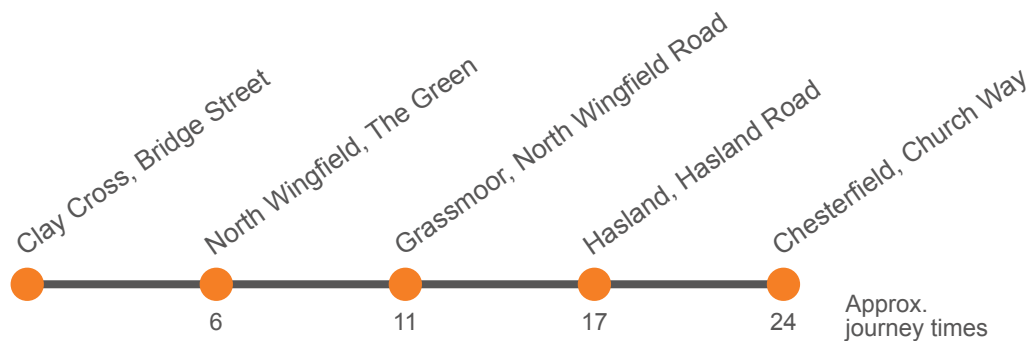 Clay Cross, Bridge Street
North Wingfield, The Green
Grassmoor, North Wingfield Road
Hasland, Hasland Road
Chesterfield, Church Way
6
11
17
24
Approx.
journey times